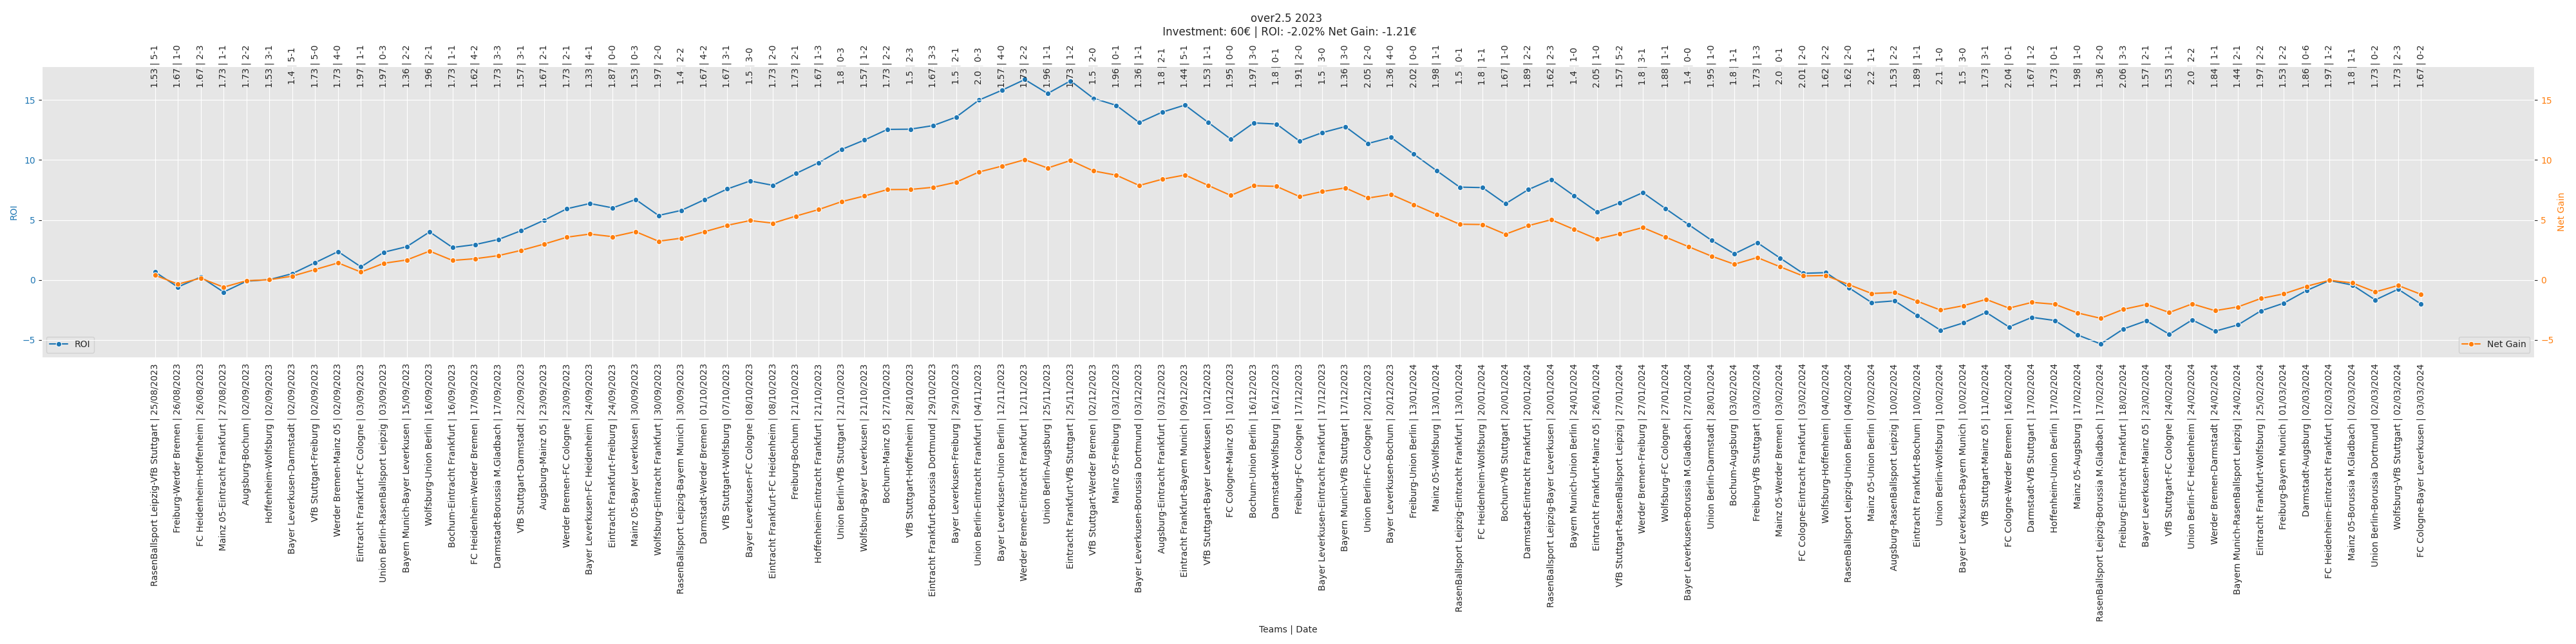 over2.5 2023
Investment: 60€ | ROI: -2.02% Net Gain: -1.21€
1.53 | 5-1
1.67 | 1-0
1.67 | 2-3
1.73 | 1-1
1.73 | 2-2
1.53 | 3-1
1.4 | 5-1
1.73 | 5-0
1.73 | 4-0
1.97 | 1-1
1.97 | 0-3
1.36 | 2-2
1.96 | 2-1
1.73 | 1-1
1.62 | 4-2
1.73 | 3-3
1.57 | 3-1
1.67 | 2-1
1.73 | 2-1
1.33 | 4-1
1.87 | 0-0
1.53 | 0-3
1.97 | 2-0
1.4 | 2-2
1.67 | 4-2
1.67 | 3-1
1.5 | 3-0
1.73 | 2-0
1.73 | 2-1
1.67 | 1-3
1.8 | 0-3
1.57 | 1-2
1.73 | 2-2
1.5 | 2-3
1.67 | 3-3
1.5 | 2-1
2.0 | 0-3
1.57 | 4-0
1.73 | 2-2
1.96 | 1-1
1.73 | 1-2
1.5 | 2-0
1.96 | 0-1
1.36 | 1-1
1.8 | 2-1
1.44 | 5-1
1.53 | 1-1
1.95 | 0-0
1.97 | 3-0
1.8 | 0-1
1.91 | 2-0
1.5 | 3-0
1.36 | 3-0
2.05 | 2-0
1.36 | 4-0
2.02 | 0-0
1.98 | 1-1
1.5 | 0-1
1.8 | 1-1
1.67 | 1-0
1.89 | 2-2
1.62 | 2-3
1.4 | 1-0
2.05 | 1-0
1.57 | 5-2
1.8 | 3-1
1.88 | 1-1
1.4 | 0-0
1.95 | 1-0
1.8 | 1-1
1.73 | 1-3
2.0 | 0-1
2.01 | 2-0
1.62 | 2-2
1.62 | 2-0
2.2 | 1-1
1.53 | 2-2
1.89 | 1-1
2.1 | 1-0
1.5 | 3-0
1.73 | 3-1
2.04 | 0-1
1.67 | 1-2
1.73 | 0-1
1.98 | 1-0
1.36 | 2-0
2.06 | 3-3
1.57 | 2-1
1.53 | 1-1
2.0 | 2-2
1.84 | 1-1
1.44 | 2-1
1.97 | 2-2
1.53 | 2-2
1.86 | 0-6
1.97 | 1-2
1.8 | 1-1
1.73 | 0-2
1.73 | 2-3
1.67 | 0-2
ROI
15
10
5
0
−5
ROI
15
10
5
0
−5
Net Gain
Net Gain
RasenBallsport Leipzig-VfB Stuttgart | 25/08/2023
Freiburg-Werder Bremen | 26/08/2023
FC Heidenheim-Hoffenheim | 26/08/2023
Mainz 05-Eintracht Frankfurt | 27/08/2023
Augsburg-Bochum | 02/09/2023
Hoffenheim-Wolfsburg | 02/09/2023
Bayer Leverkusen-Darmstadt | 02/09/2023
VfB Stuttgart-Freiburg | 02/09/2023
Werder Bremen-Mainz 05 | 02/09/2023
Eintracht Frankfurt-FC Cologne | 03/09/2023
Union Berlin-RasenBallsport Leipzig | 03/09/2023
Bayern Munich-Bayer Leverkusen | 15/09/2023
Wolfsburg-Union Berlin | 16/09/2023
Bochum-Eintracht Frankfurt | 16/09/2023
FC Heidenheim-Werder Bremen | 17/09/2023
Darmstadt-Borussia M.Gladbach | 17/09/2023
VfB Stuttgart-Darmstadt | 22/09/2023
Augsburg-Mainz 05 | 23/09/2023
Werder Bremen-FC Cologne | 23/09/2023
Bayer Leverkusen-FC Heidenheim | 24/09/2023
Eintracht Frankfurt-Freiburg | 24/09/2023
Mainz 05-Bayer Leverkusen | 30/09/2023
Wolfsburg-Eintracht Frankfurt | 30/09/2023
RasenBallsport Leipzig-Bayern Munich | 30/09/2023
Darmstadt-Werder Bremen | 01/10/2023
VfB Stuttgart-Wolfsburg | 07/10/2023
Bayer Leverkusen-FC Cologne | 08/10/2023
Eintracht Frankfurt-FC Heidenheim | 08/10/2023
Freiburg-Bochum | 21/10/2023
Hoffenheim-Eintracht Frankfurt | 21/10/2023
Union Berlin-VfB Stuttgart | 21/10/2023
Wolfsburg-Bayer Leverkusen | 21/10/2023
Bochum-Mainz 05 | 27/10/2023
VfB Stuttgart-Hoffenheim | 28/10/2023
Eintracht Frankfurt-Borussia Dortmund | 29/10/2023
Bayer Leverkusen-Freiburg | 29/10/2023
Union Berlin-Eintracht Frankfurt | 04/11/2023
Bayer Leverkusen-Union Berlin | 12/11/2023
Werder Bremen-Eintracht Frankfurt | 12/11/2023
Union Berlin-Augsburg | 25/11/2023
Eintracht Frankfurt-VfB Stuttgart | 25/11/2023
VfB Stuttgart-Werder Bremen | 02/12/2023
Mainz 05-Freiburg | 03/12/2023
Bayer Leverkusen-Borussia Dortmund | 03/12/2023
Augsburg-Eintracht Frankfurt | 03/12/2023
Eintracht Frankfurt-Bayern Munich | 09/12/2023
VfB Stuttgart-Bayer Leverkusen | 10/12/2023
FC Cologne-Mainz 05 | 10/12/2023
Bochum-Union Berlin | 16/12/2023
Darmstadt-Wolfsburg | 16/12/2023
Freiburg-FC Cologne | 17/12/2023
Bayer Leverkusen-Eintracht Frankfurt | 17/12/2023
Bayern Munich-VfB Stuttgart | 17/12/2023
Union Berlin-FC Cologne | 20/12/2023
Bayer Leverkusen-Bochum | 20/12/2023
Freiburg-Union Berlin | 13/01/2024
Mainz 05-Wolfsburg | 13/01/2024
RasenBallsport Leipzig-Eintracht Frankfurt | 13/01/2024
FC Heidenheim-Wolfsburg | 20/01/2024
Bochum-VfB Stuttgart | 20/01/2024
Darmstadt-Eintracht Frankfurt | 20/01/2024
RasenBallsport Leipzig-Bayer Leverkusen | 20/01/2024
Bayern Munich-Union Berlin | 24/01/2024
Eintracht Frankfurt-Mainz 05 | 26/01/2024
VfB Stuttgart-RasenBallsport Leipzig | 27/01/2024
Werder Bremen-Freiburg | 27/01/2024
Wolfsburg-FC Cologne | 27/01/2024
Bayer Leverkusen-Borussia M.Gladbach | 27/01/2024
Union Berlin-Darmstadt | 28/01/2024
Bochum-Augsburg | 03/02/2024
Freiburg-VfB Stuttgart | 03/02/2024
Mainz 05-Werder Bremen | 03/02/2024
FC Cologne-Eintracht Frankfurt | 03/02/2024
Wolfsburg-Hoffenheim | 04/02/2024
RasenBallsport Leipzig-Union Berlin | 04/02/2024
Mainz 05-Union Berlin | 07/02/2024
Augsburg-RasenBallsport Leipzig | 10/02/2024
Eintracht Frankfurt-Bochum | 10/02/2024
Union Berlin-Wolfsburg | 10/02/2024
Bayer Leverkusen-Bayern Munich | 10/02/2024
VfB Stuttgart-Mainz 05 | 11/02/2024
FC Cologne-Werder Bremen | 16/02/2024
Darmstadt-VfB Stuttgart | 17/02/2024
Hoffenheim-Union Berlin | 17/02/2024
Mainz 05-Augsburg | 17/02/2024
RasenBallsport Leipzig-Borussia M.Gladbach | 17/02/2024
Freiburg-Eintracht Frankfurt | 18/02/2024
Bayer Leverkusen-Mainz 05 | 23/02/2024
VfB Stuttgart-FC Cologne | 24/02/2024
Union Berlin-FC Heidenheim | 24/02/2024
Werder Bremen-Darmstadt | 24/02/2024
Bayern Munich-RasenBallsport Leipzig | 24/02/2024
Eintracht Frankfurt-Wolfsburg | 25/02/2024
Freiburg-Bayern Munich | 01/03/2024
Darmstadt-Augsburg | 02/03/2024
FC Heidenheim-Eintracht Frankfurt | 02/03/2024
Mainz 05-Borussia M.Gladbach | 02/03/2024
Union Berlin-Borussia Dortmund | 02/03/2024
Wolfsburg-VfB Stuttgart | 02/03/2024
FC Cologne-Bayer Leverkusen | 03/03/2024
Teams | Date